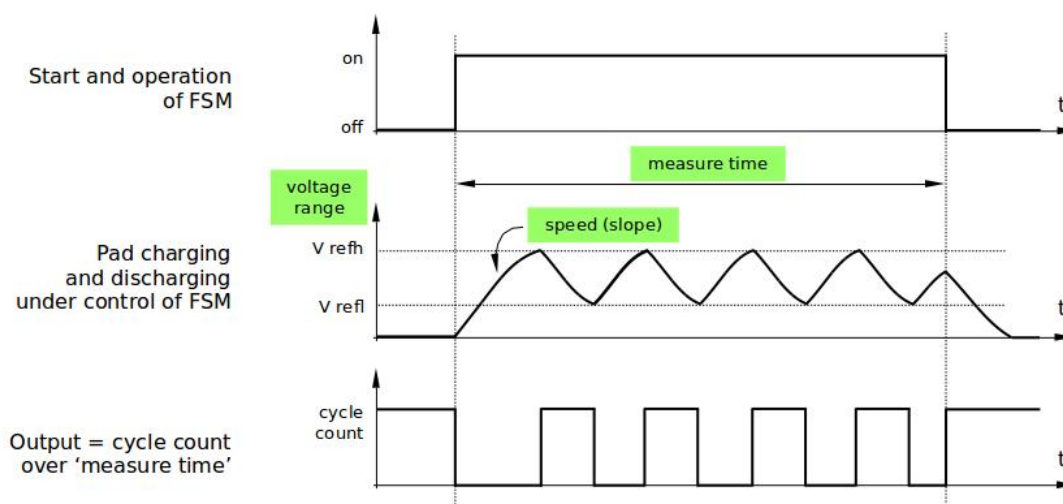 Start and operation
of FSM
on
off
t
measure time
voltage
range
speed (slope)
Pad charging
and discharging
under control of FSM
V refh
V refl
t
Output = cycle count
over ‘measure time’
cycle
count
t